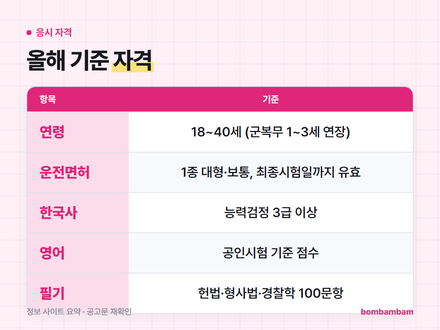 응시 자격
올해 기준 자격
항목 기준
연령 18~40세 (군복무 1~3세 연장)
운전면허 1종 대형·보통, 최종시험일까지 유효
한국사 능력검정 3급 이상
영어 공인시험 기준 점수
필기 헌법·형사법·경찰학 100문항
정보 사이트 요약 · 공고문 재확인 bombambam